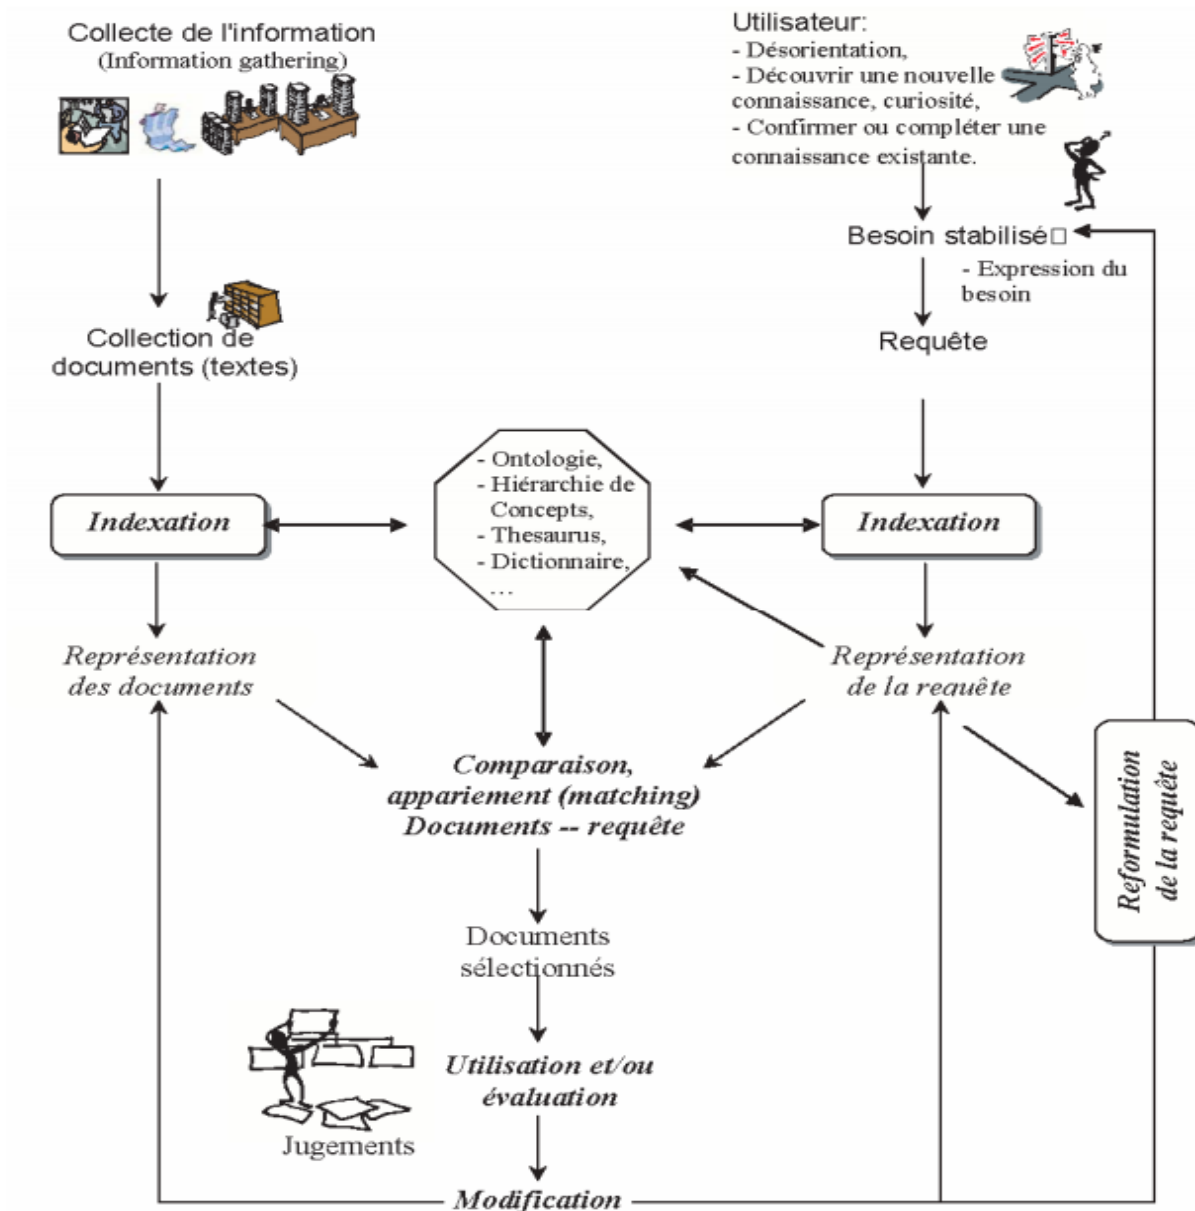 Collecte de l'information
(Information gathering)
Utilisateur:
- Désorientation,
- Découvrir une nouvelle
connaissance, curiosité,
- Confirmer ou compléter une
connaissance existante.
Besoin stabilisé
- Expression du
besoin
Requête
Collection de
documents (textes)
Indexation
- Ontologie,
- Hiérarchie de
Concepts,
- Thesaurus,
- Dictionnaire,
...
Indexation
Représentation
des documents
Représentation
de la requête
Comparaison,
appariement (matching)
Documents -- requête
Reformulation
de la requête
Documents
sélectionnés
Utilisation et/ou
évaluation
Jugements
Modification